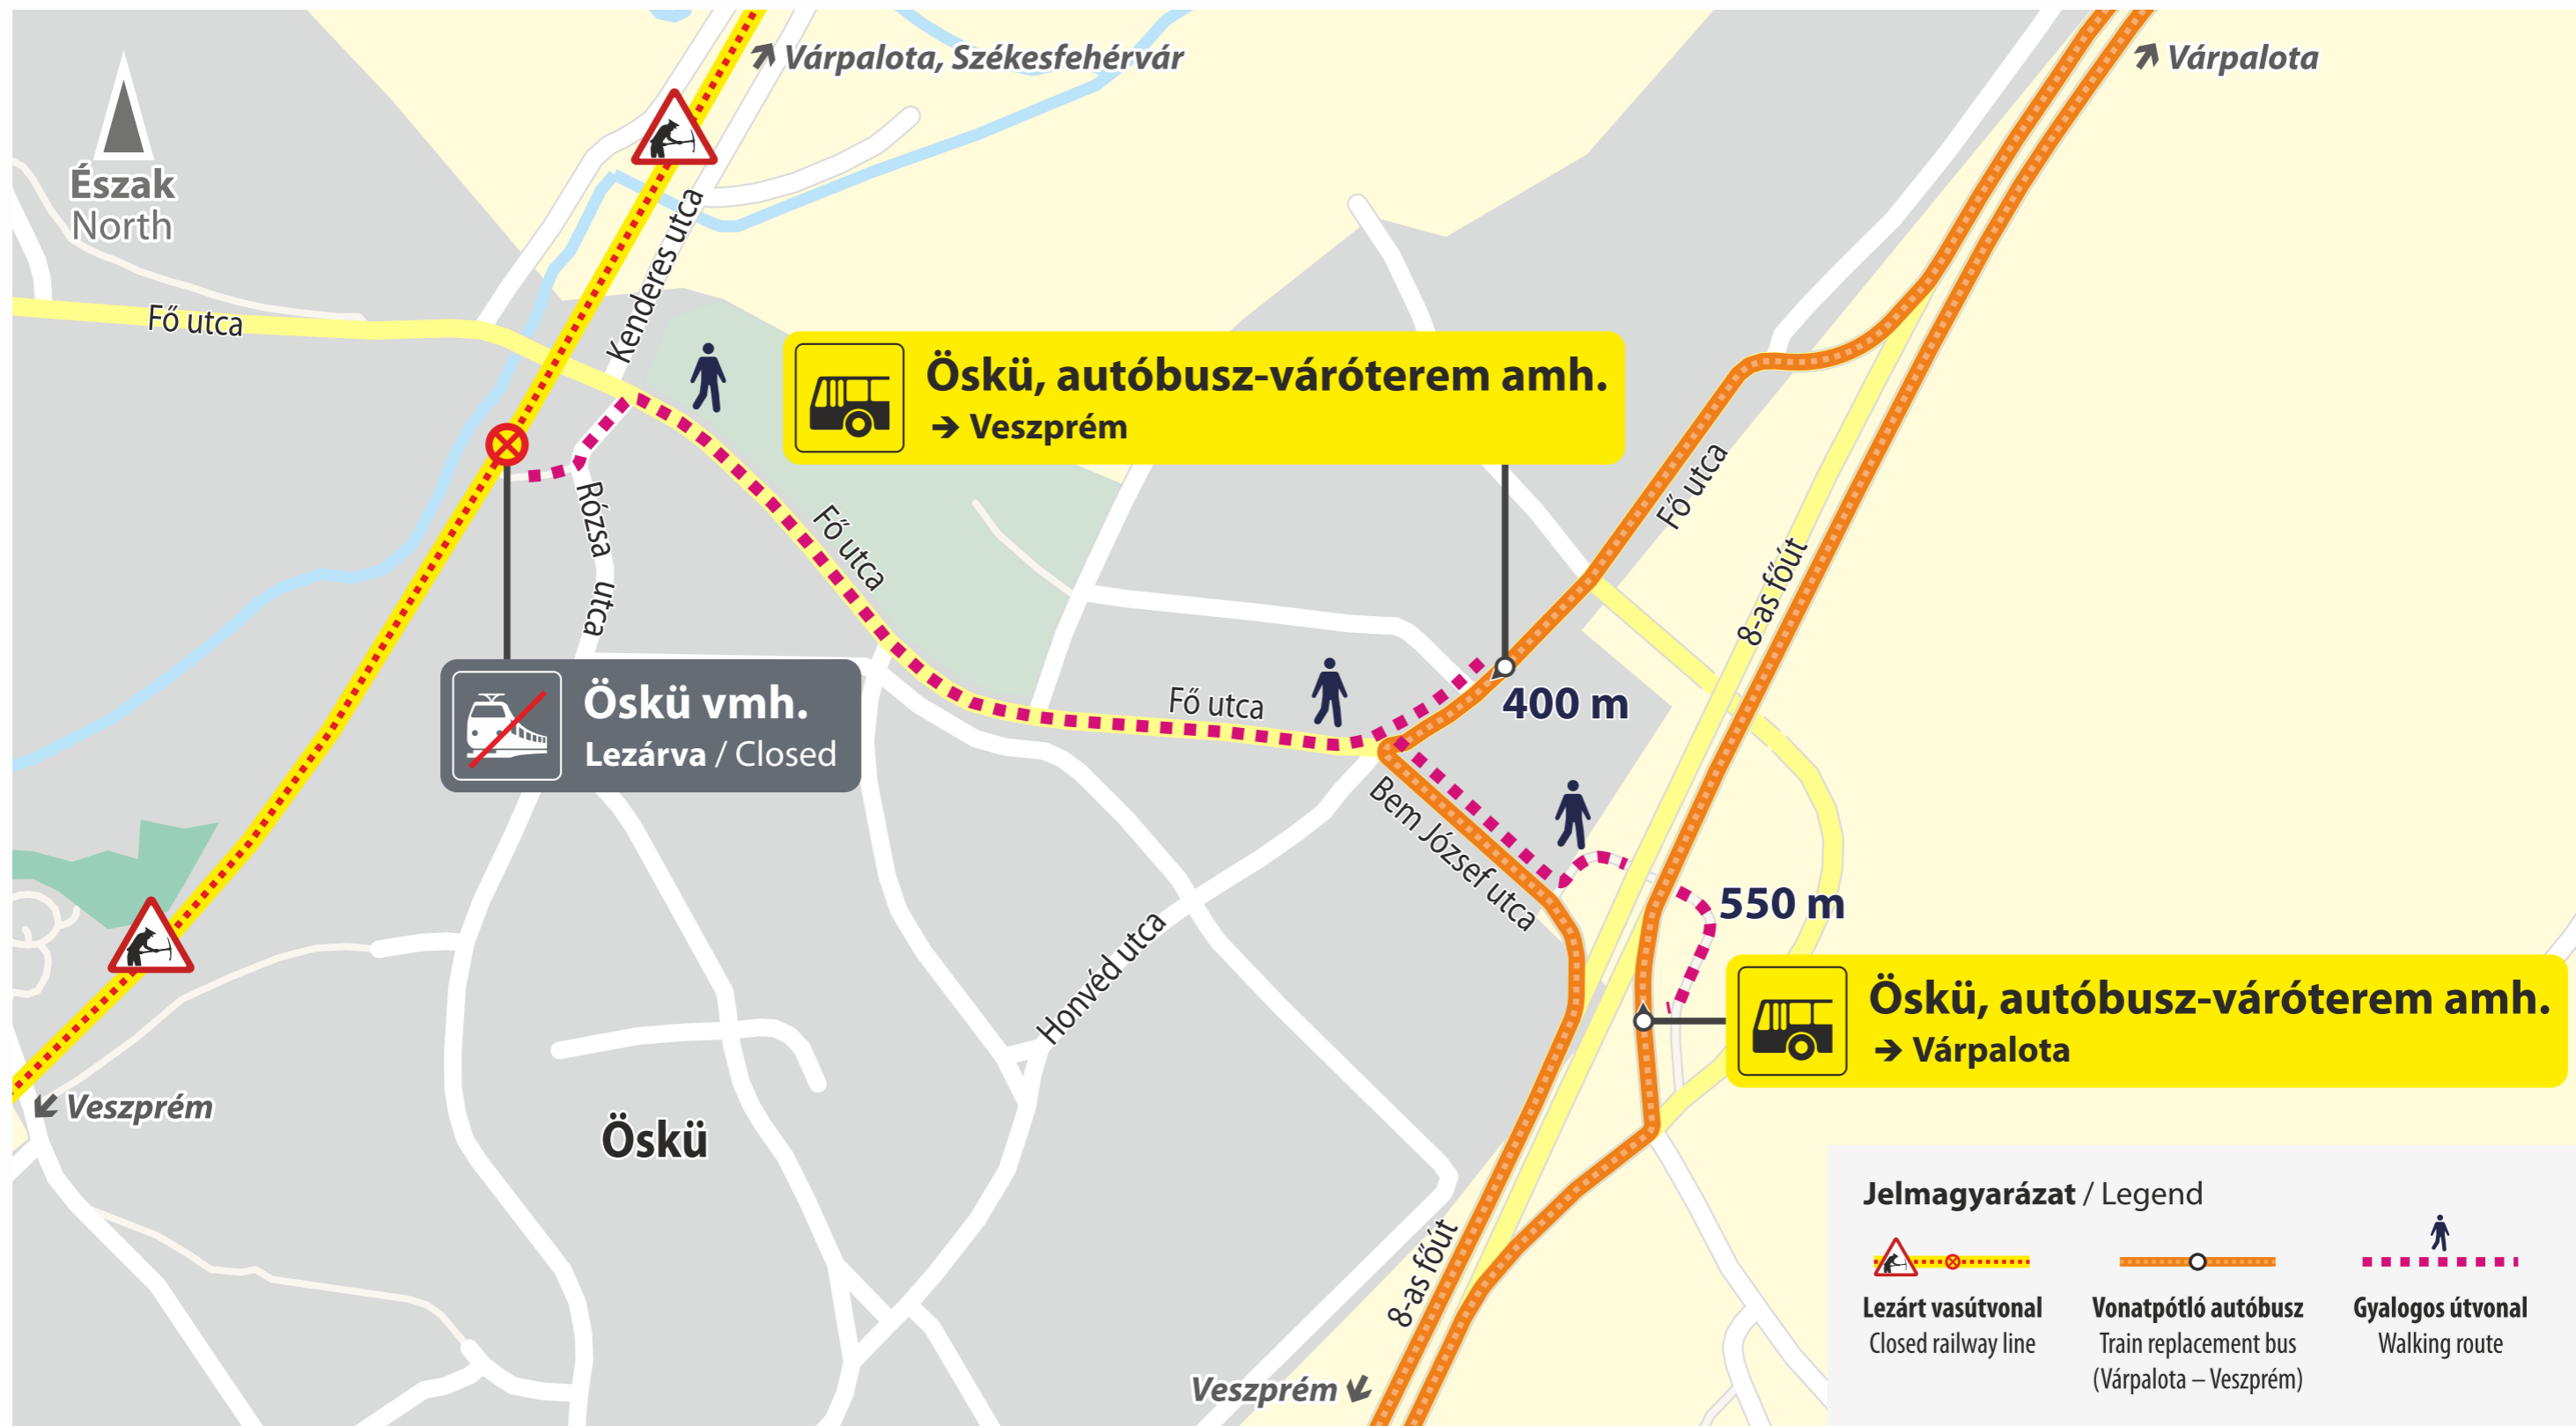 Várpalota, Székesfehérvár
Várpalota
Észak
North
Kenderes utca
Fő utca
Öskü, autóbusz-váróterem amh.
→ Veszprém
Fő utca
Rózsa utca
Fő utca
8-as főút
Öskü vmh.
Lezárva / Closed
Fő utca
400 m
Bem József utca
550 m
Honvéd utca
Öskü, autóbusz-váróterem amh.
→ Várpalota
Veszprém
Öskü
8-as főút
Veszprém
Jelmagyarázat / Legend
Lezárt vasútvonal
Closed railway line
Vonatpótló autóbusz
Train replacement bus
(Várpalota – Veszprém)
Gyalogos útvonal
Walking route